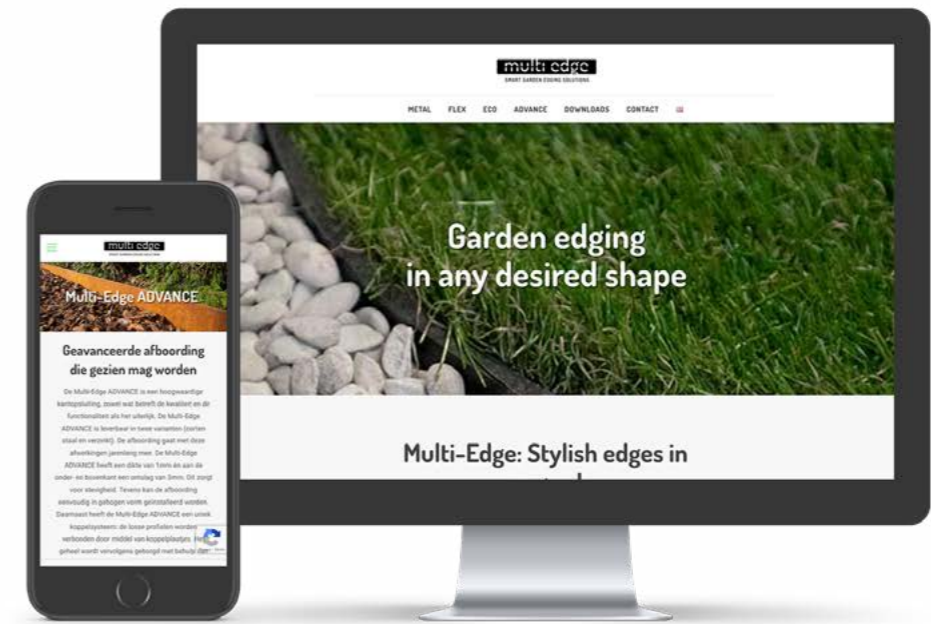 multi edge
SMART GARDEN EDGING SOLUTIONS
METAL FLEX ECO ADVANCE DOWNLOADS CONTACT
Garden edging
in any desired shape
Multi-Edge: Stylish edges in
multi edge
Multi-Edge ADVANCE
Geavanceerde afboording
die gezien mag worden
De Multi-Edge ADVANCE is een hoogwaardige
kantopsluiting, zowel wat betreft de kwaliteit en de
functionaliteit als het uiterlijk. De Multi-Edge
ADVANCE is leverbaar in twee varianten (corten
staal en verzinkt). De afboording gaat met deze
afwerkingen jarenlang mee. De Multi-Edge
ADVANCE heeft een dikte van 1mm én aan de
onder- en bovenkant een omslag van 3mm. Dit zorgt
voor stevigheid. Tevens kan de afboording
eenvoudig in gebogen vorm geïnstalleerd worden.
Daarnaast heeft de Multi-Edge ADVANCE een uniek
koppelsysteem: de losse profielen worden
verbonden door middel van koppelplaatjes. Het
geheel wordt vervolgens geborgd met behulp van